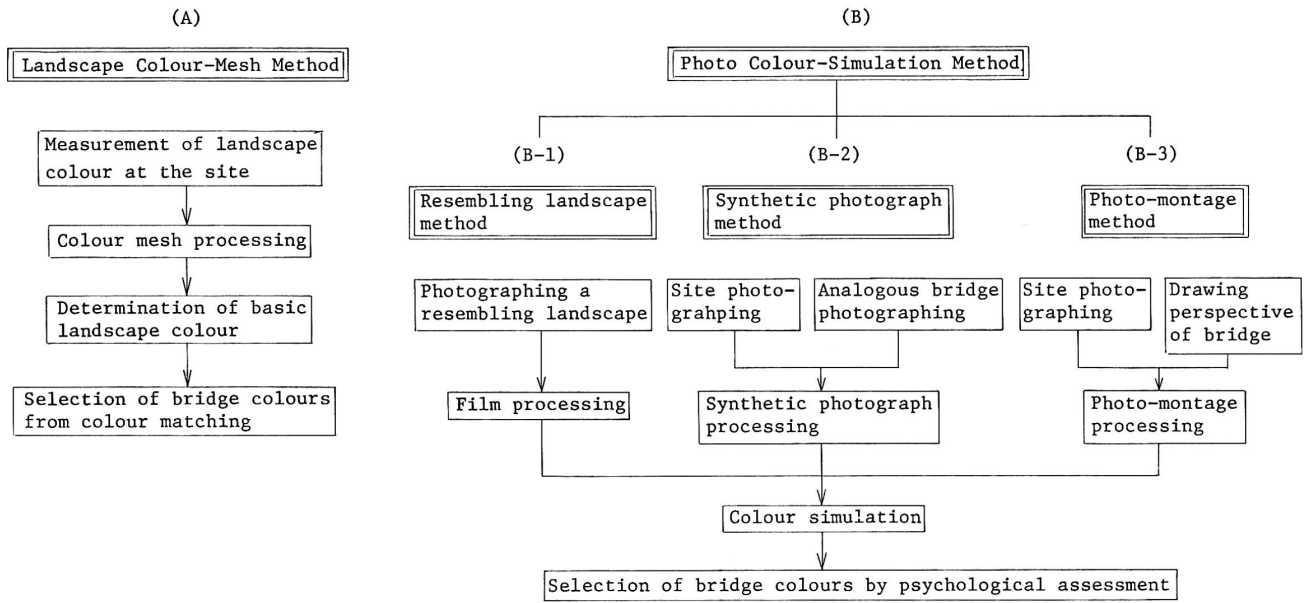 (A)
Landscape Colour-Mesh Method
Measurement of landscape
colour at the site
Colour mesh processing
Determination of basic
landscape colour
Selection of bridge colours
from colour matching
(B)
Photo Colour-Simulation Method
(B-1)
Resembling landscape
method
Photographing a
resembling landscape
Film processing
(B-2)
Synthetic photograph
method
Site photo-
grahping
Analogous bridge
photographing
Synthetic photograph
processing
(B-3)
Photo-montage
method
Site photo-
graphing
Drawing
perspective
of bridge
Photo-montage
processing
Colour simulation
Selection of bridge colours by psychological assessment